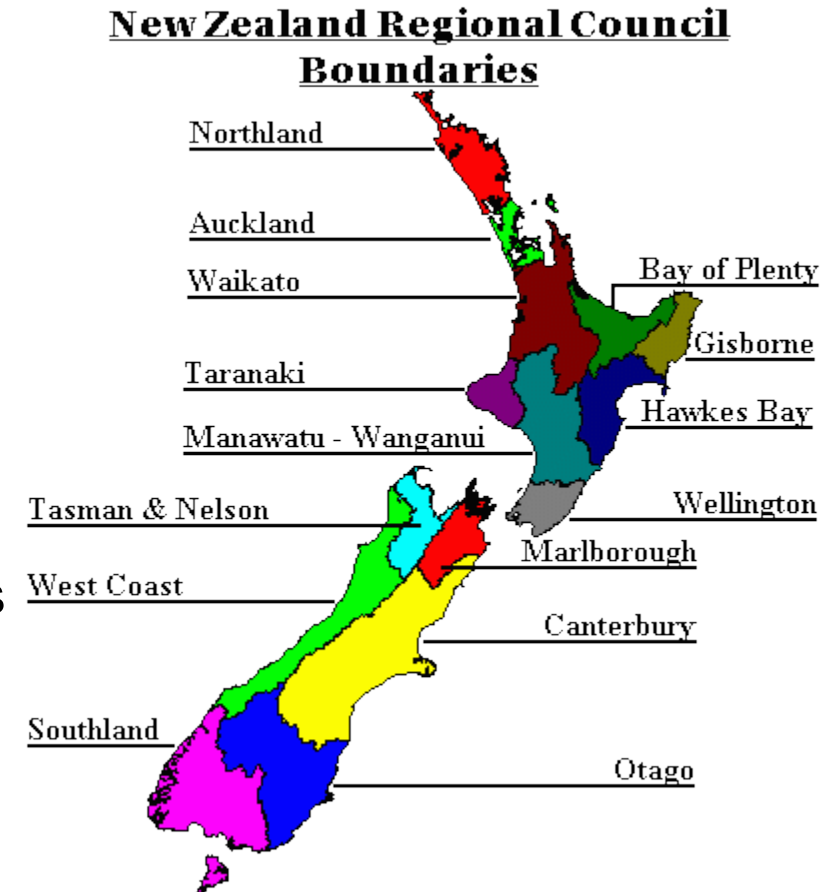 New Zealand Regional Council
Boundaries
Northland
Auckland
Waikato
Bay of Plenty
Gisborne
Taranaki
Hawkes Bay
Manawatu - Wanganui
Wellington
Tasman & Nelson
Marlborough
s West Coast
Canterbury
Southland
Otago